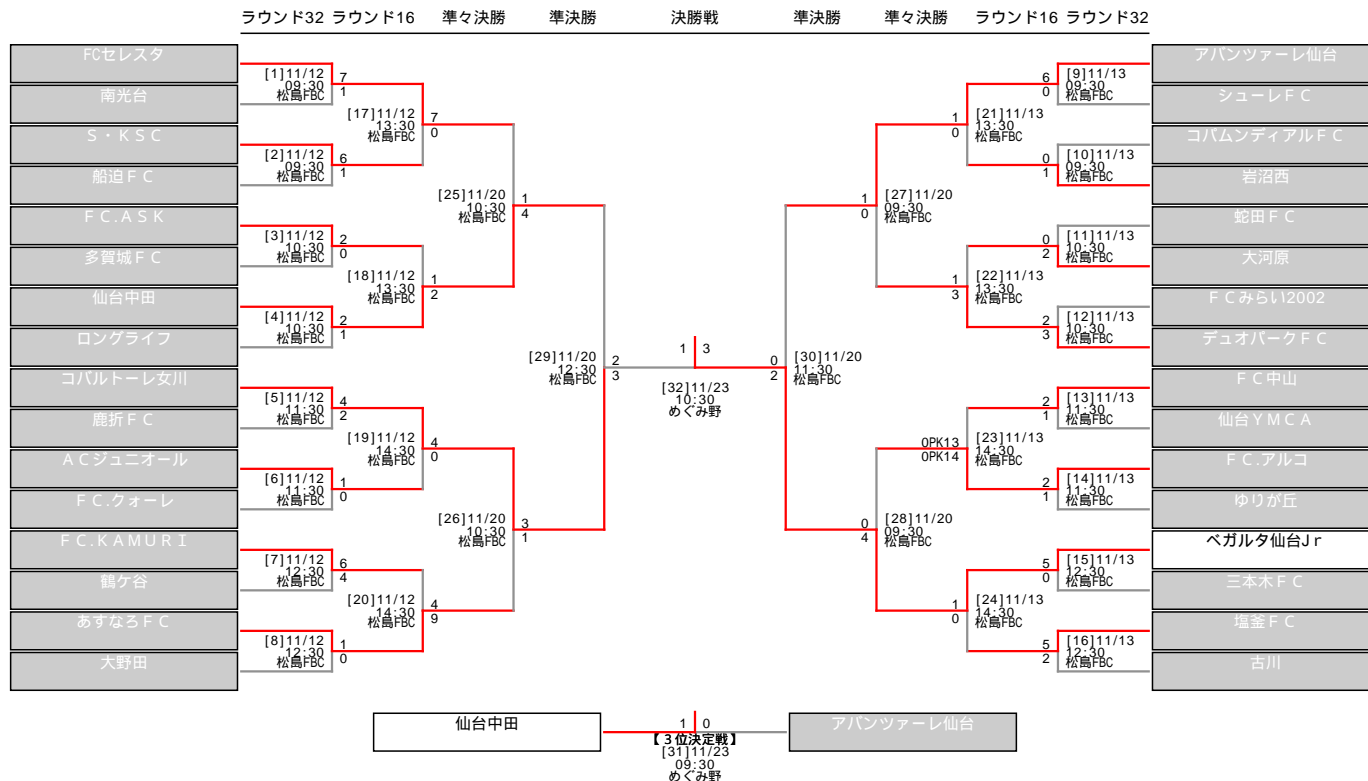 ラウンド32 ラウンド16 準々決勝 準決勝 決勝戦 準決勝 準々決勝 ラウンド16 ラウンド32
FCセレスタ
南光台
S・KSC
船迫FC
FC.ASK
多賀城FC
仙台中田
ロングライフ
コバルトーレ女川
鹿折FC
ACジュニオール
FC.クォーレ
FC.KAMURI
鶴ケ谷
あすなろFC
大野田
[1]11/12
09:30
松島FBC
7
1
[2]11/12
09:30
松島FBC
6
1
[3]11/12
10:30
松島FBC
2
0
[4]11/12
10:30
松島FBC
2
1
[5]11/12
11:30
松島FBC
4
2
[6]11/12
11:30
松島FBC
1
0
[7]11/12
12:30
松島FBC
6
4
[8]11/12
12:30
松島FBC
1
0
[17]11/12
13:30
松島FBC
7
0
[18]11/12
13:30
松島FBC
1
2
[19]11/12
14:30
松島FBC
4
0
[20]11/12
14:30
松島FBC
4
9
[25]11/20
10:30
松島FBC
1
4
[26]11/20
10:30
松島FBC
3
1
[29]11/20
12:30
松島FBC
2
3
1 3
[32]11/23
10:30
めぐみ野
0
2
[30]11/20
11:30
松島FBC
1
0
[27]11/20
09:30
松島FBC
0
4
[28]11/20
09:30
松島FBC
1
0
[21]11/13
13:30
松島FBC
1
3
[22]11/13
13:30
松島FBC
0PK13
0PK14
[23]11/13
14:30
松島FBC
1
0
[24]11/13
14:30
松島FBC
6
0
[9]11/13
09:30
松島FBC
0
1
[10]11/13
09:30
松島FBC
0
2
[11]11/13
10:30
松島FBC
2
3
[12]11/13
10:30
松島FBC
2
1
[13]11/13
11:30
松島FBC
2
1
[14]11/13
11:30
松島FBC
5
0
[15]11/13
12:30
松島FBC
5
2
[16]11/13
12:30
松島FBC
アバンツァーレ仙台
シューレFC
コパムンディアルFC
岩沼西
蛇田FC
大河原
FCみらい2002
デュオパークFC
FC中山
仙台YMCA
FC.アルコ
ゆりが丘
ベガルタ仙台Jr
三本木FC
塩釜FC
古川
仙台中田 1 0 アバンツァーレ仙台
【3位決定戦】
[31]11/23
09:30
めぐみ野